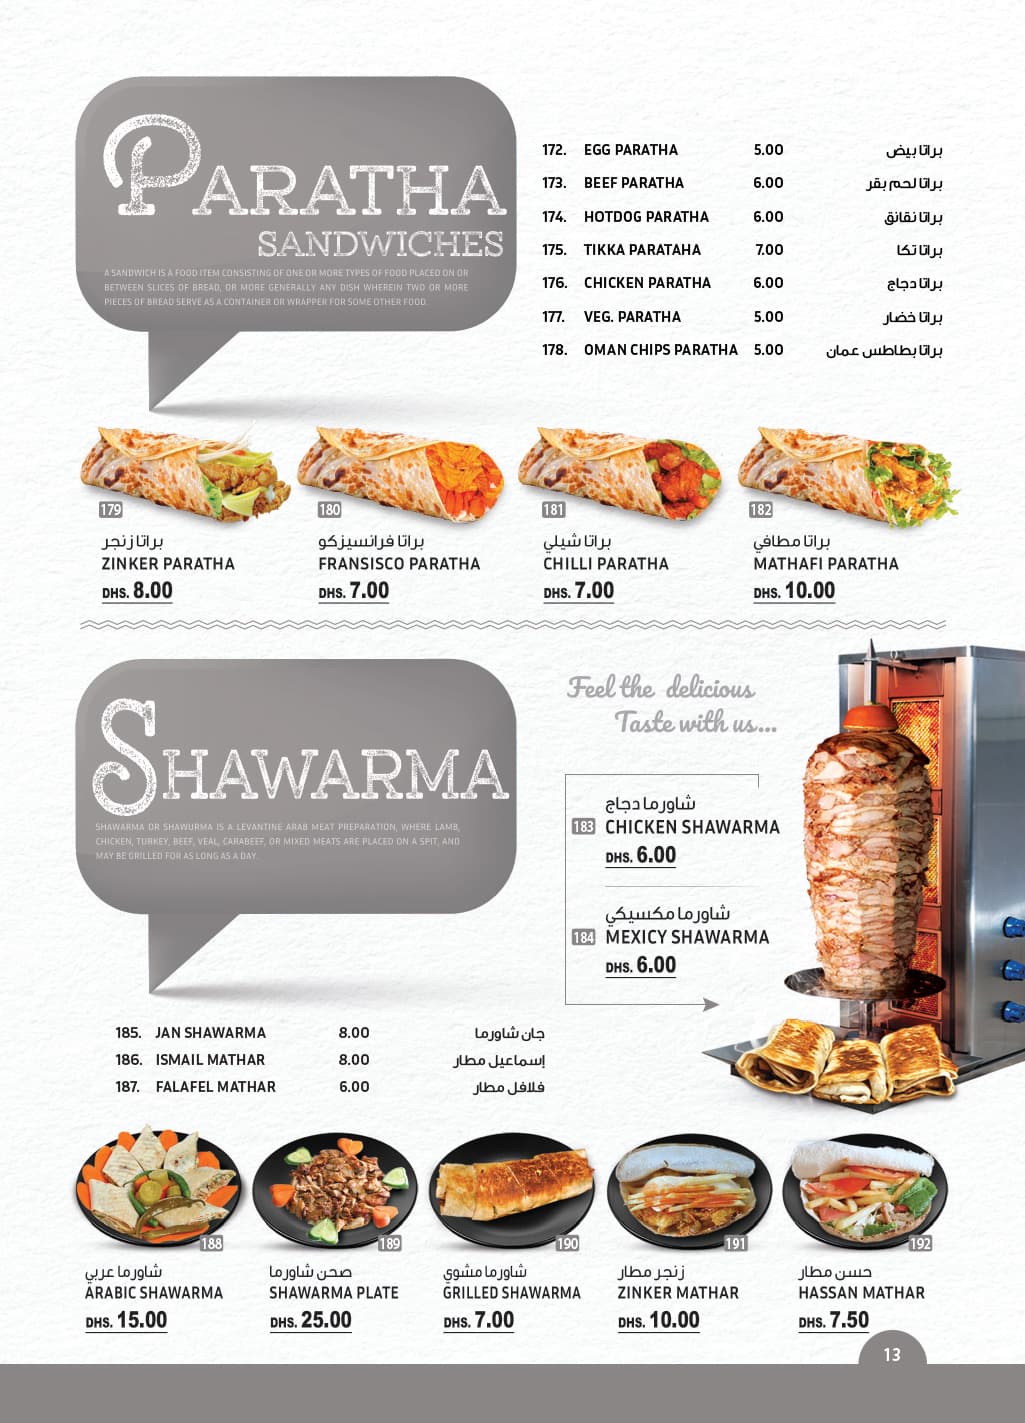 PARATHA
SANDWICHES
A SANDWICH IS A FOOD ITEM CONSISTING OF ONE OR MORE TYPES OF FOOD PLACED ON OR
BETWEEN SLICES OF BREAD, OR MORE GENERALLY ANY DISH WHEREIN TWO OR MORE
PIECES OF BREAD SERVE AS A CONTAINER OR WRAPPER FOR SOME OTHER FOOD.
172. EGG PARATHA 5.00 براتا بيض
173. BEEF PARATHA 6.00 براتا لحم بقر
174. HOTDOG PARATHA 6.00 براتا نقانق
175. TIKKA PARATAHA 7.00 براتا تكا
176. CHICKEN PARATHA 6.00 براتا دجاج
177. VEG. PARATHA 5.00 براتا خضار
178. OMAN CHIPS PARATHA 5.00 براتا بطاطس عمان
179
براتا زنجر
ZINKER PARATHA
DHS. 8.00
180
براتا فرانسيزكو
FRANSISCO PARATHA
DHS. 7.00
181
براتا شيلي
CHILLI PARATHA
DHS. 7.00
182
براتا مطافي
MATHAFI PARATHA
DHS. 10.00
SHAWARMA
SHAWARMA OR SHAWURMA IS A LEVANTINE ARAB MEAT PREPARATION, WHERE LAMB,
CHICKEN, TURKEY, BEEF, VEAL, CARABEEF, OR MIXED MEATS ARE PLACED ON A SPIT, AND
MAY BE GRILLED FOR AS LONG AS A DAY.
Feel the delicious
Taste with us...
شاورما دجاج
183 CHICKEN SHAWARMA
DHS. 6.00
شاورما مكسيكي
184 MEXICY SHAWARMA
DHS. 6.00
185. JAN SHAWARMA 8.00 جان شاورما
186. ISMAIL MATHAR 8.00 إسماعيل مطار
187. FALAFEL MATHAR 6.00 فلافل مطار
188
شاورما عربي
ARABIC SHAWARMA
DHS. 15.00
189
صحن شاورما
SHAWARMA PLATE
DHS. 25.00
190
شاورما مشوي
GRILLED SHAWARMA
DHS. 7.00
191
زنجر مطار
ZINKER MATHAR
DHS. 10.00
192
حسن مطار
HASSAN MATHAR
DHS. 7.50
13